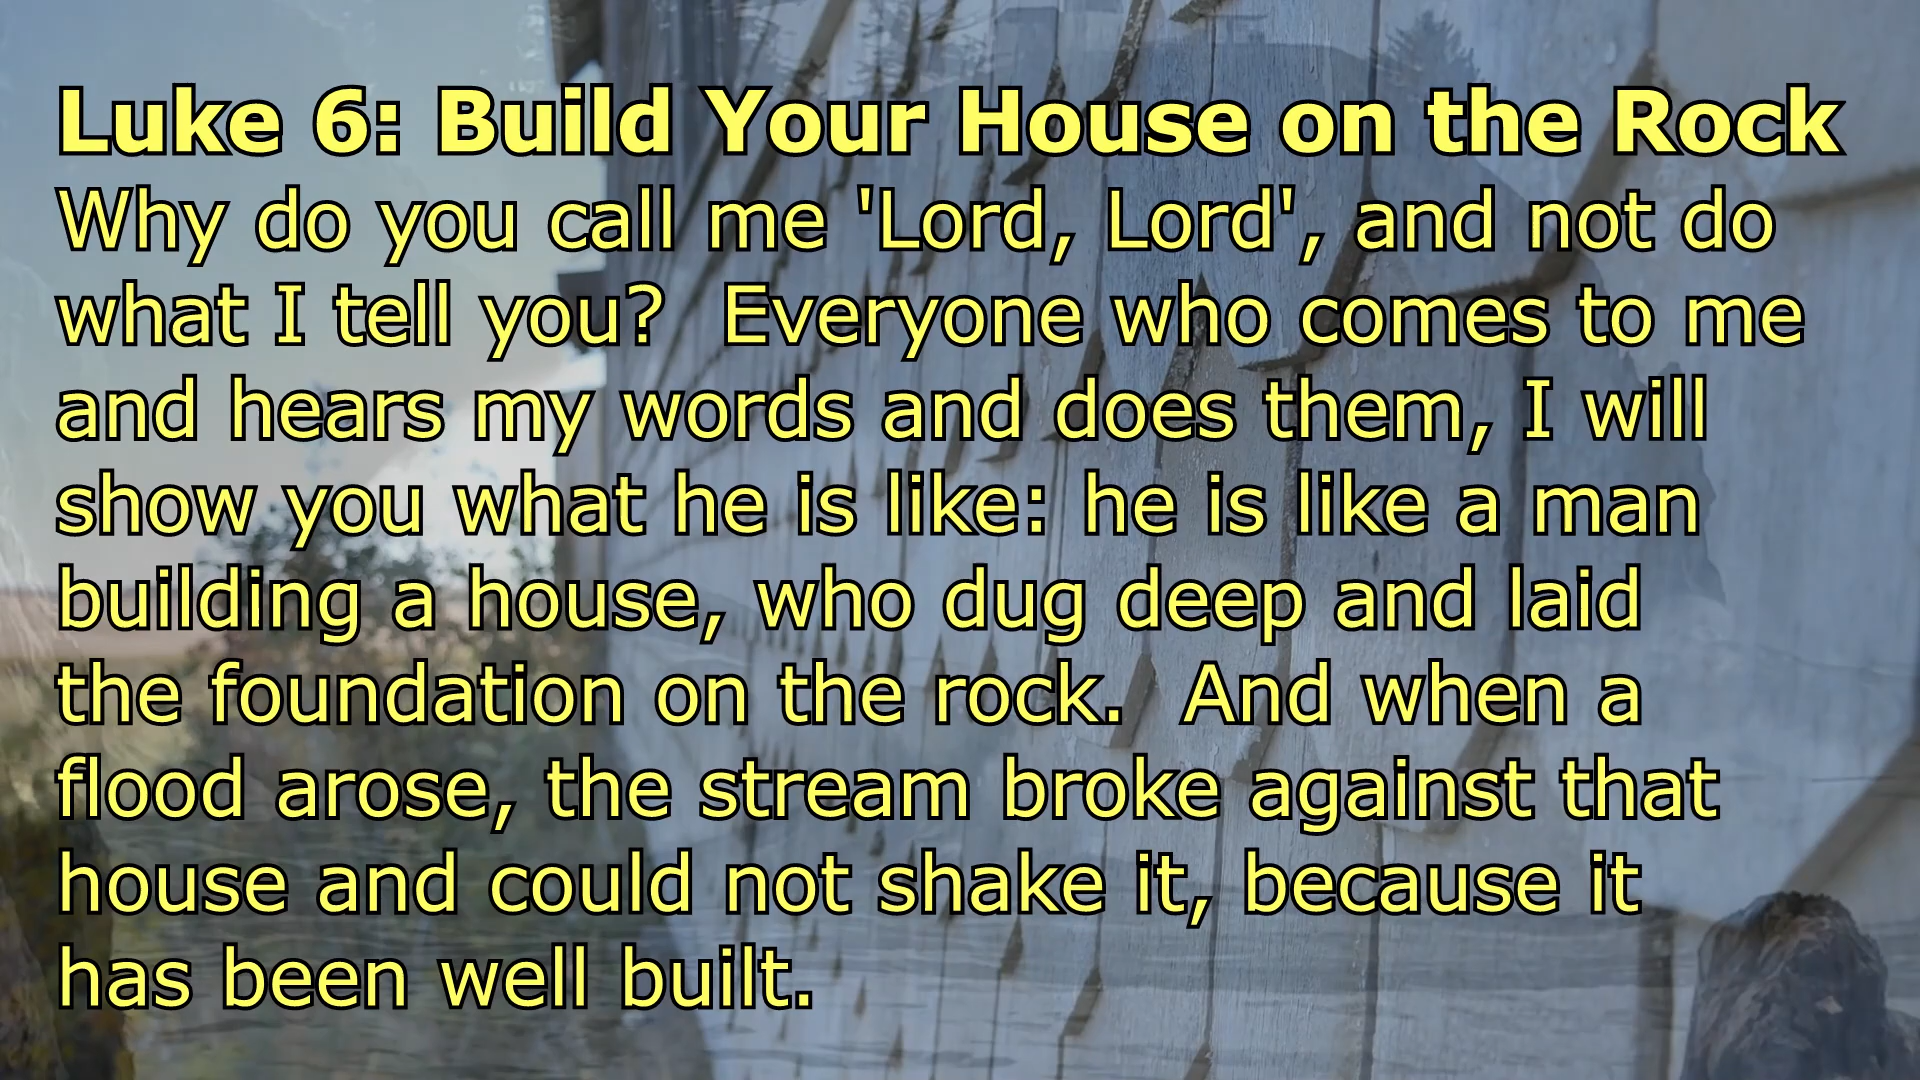 Luke 6: Build Your House on the Rock
Why do you call me 'Lord, Lord', and not do
what I tell you?  Everyone who comes to me
and hears my words and does them, I will
show you what he is like: he is like a man
building a house, who dug deep and laid
the foundation on the rock.  And when a
flood arose, the stream broke against that
house and could not shake it, because it
has been well built.